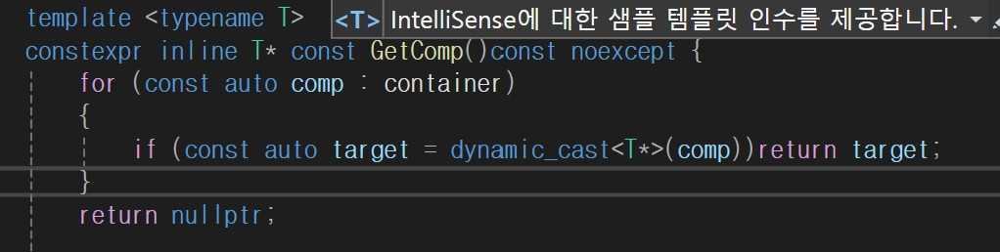 template <typename T> <T> IntelliSense에 대한 샘플 템플릿 인수를 제공합니다.
constexpr inline T* const GetComp()const noexcept {
for (const auto comp : container)
{
if (const auto target = dynamic_cast<T*>(comp))return target;
}
return nullptr;